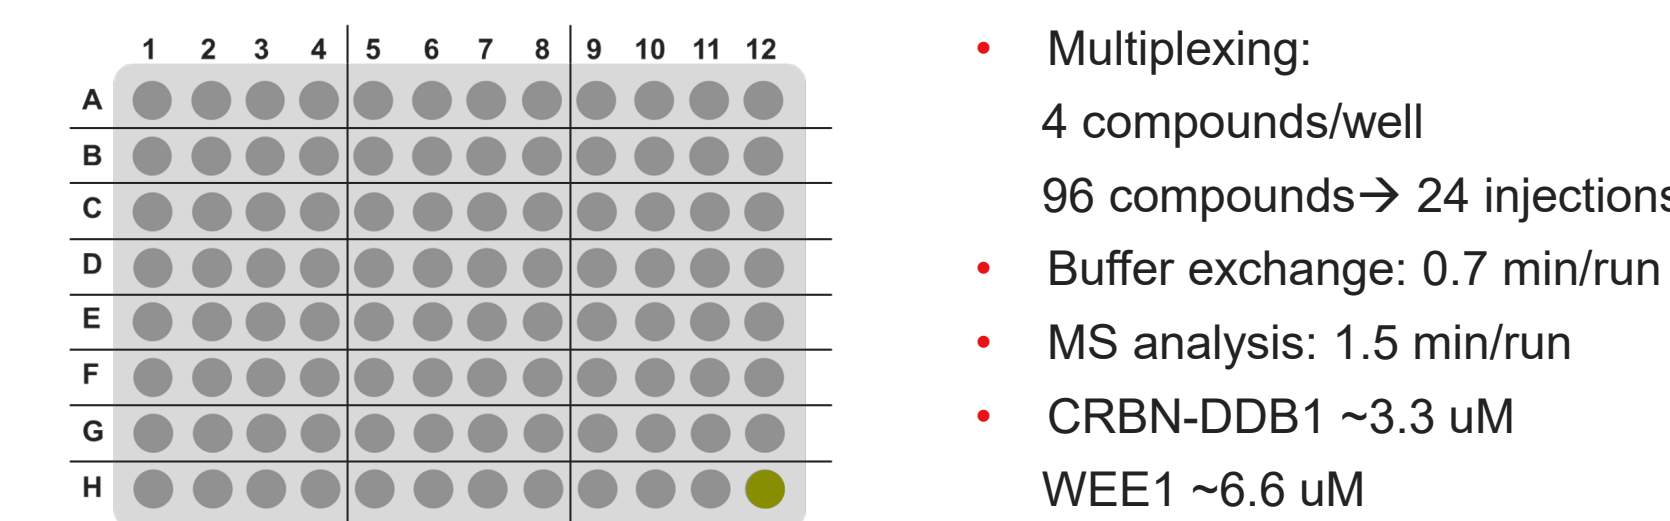 1 2 3 4 5 6 7 8 9 10 11 12
A
B
C
D
E
F
G
H
• Multiplexing:
4 compounds/well
96 compounds→ 24 injections
• Buffer exchange: 0.7 min/run
• MS analysis: 1.5 min/run
• CRBN-DDB1 ~3.3 uM
WEE1 ~6.6 uM